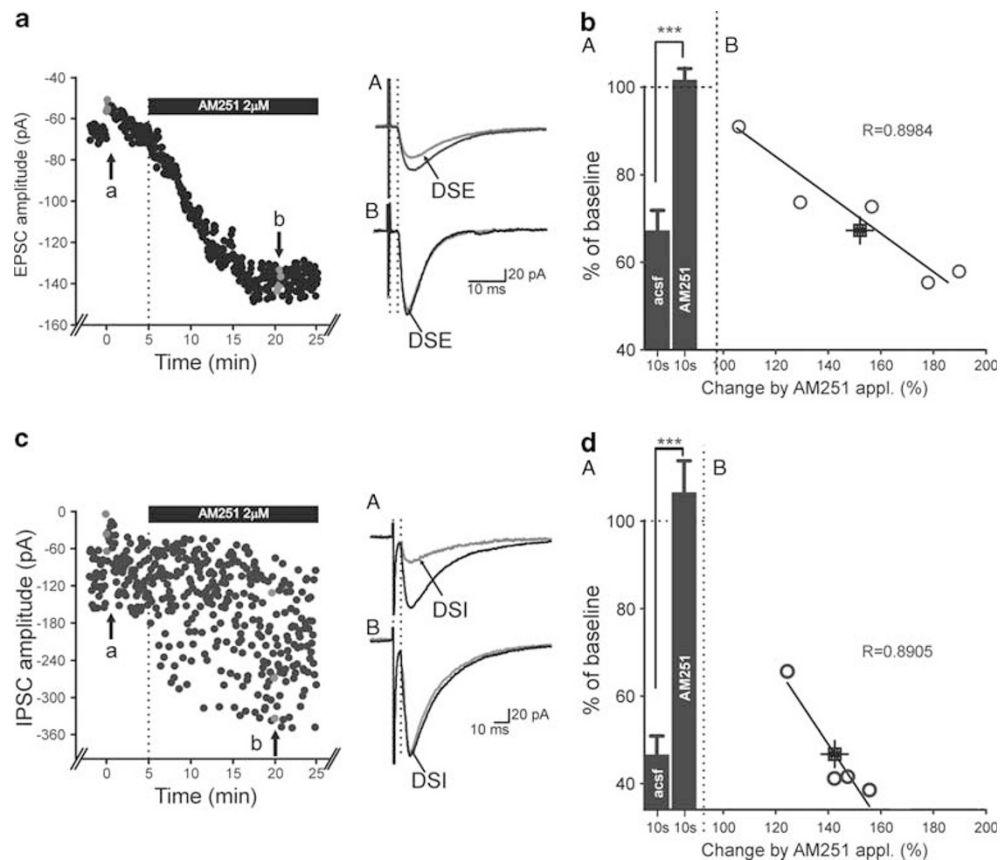 a
EPSC amplitude (pA)
-40
-60
-80
-100
-120
-140
-160
AM251 2µM
a
b
0
5
10
15
20
25
Time (min)
A
DSE
B
20 pA
10 ms
DSE
b
A
***
B
% of baseline
100
80
60
40
acsf
AM251
R=0.8984
10s
10s
100
120
140
160
180
200
Change by AM251 appl. (%)
c
IPSC amplitude (pA)
0
-60
-120
-180
-240
-300
-360
AM251 2µM
a
b
0
5
10
15
20
25
Time (min)
A
DSI
B
20 pA
10 ms
DSI
d
A
***
B
% of baseline
100
80
60
40
acsf
AM251
R=0.8905
10s
10s
100
120
140
160
180
200
Change by AM251 appl. (%)